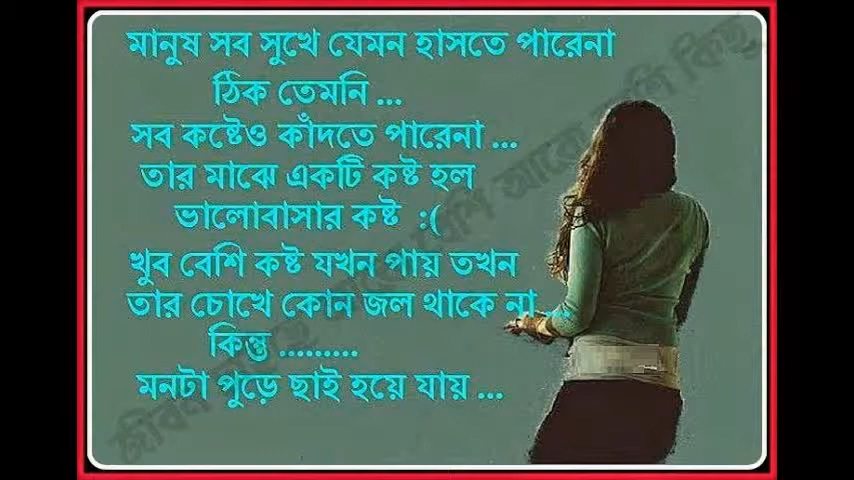 মানুষ সব সুখে যেমন হাসতে পারেনা
ঠিক তেমনি ...
সব কষ্টেও কাঁদতে পারেনা ...
তার মাঝে একটি কষ্ট হল
ভালোবাসার কষ্ট :(
খুব বেশি কষ্ট যখন পায় তখন
তার চোখে কোন জল থাকে না ...
কিন্তু .........
মনটা পুড়ে ছাই হয়ে যায় ...